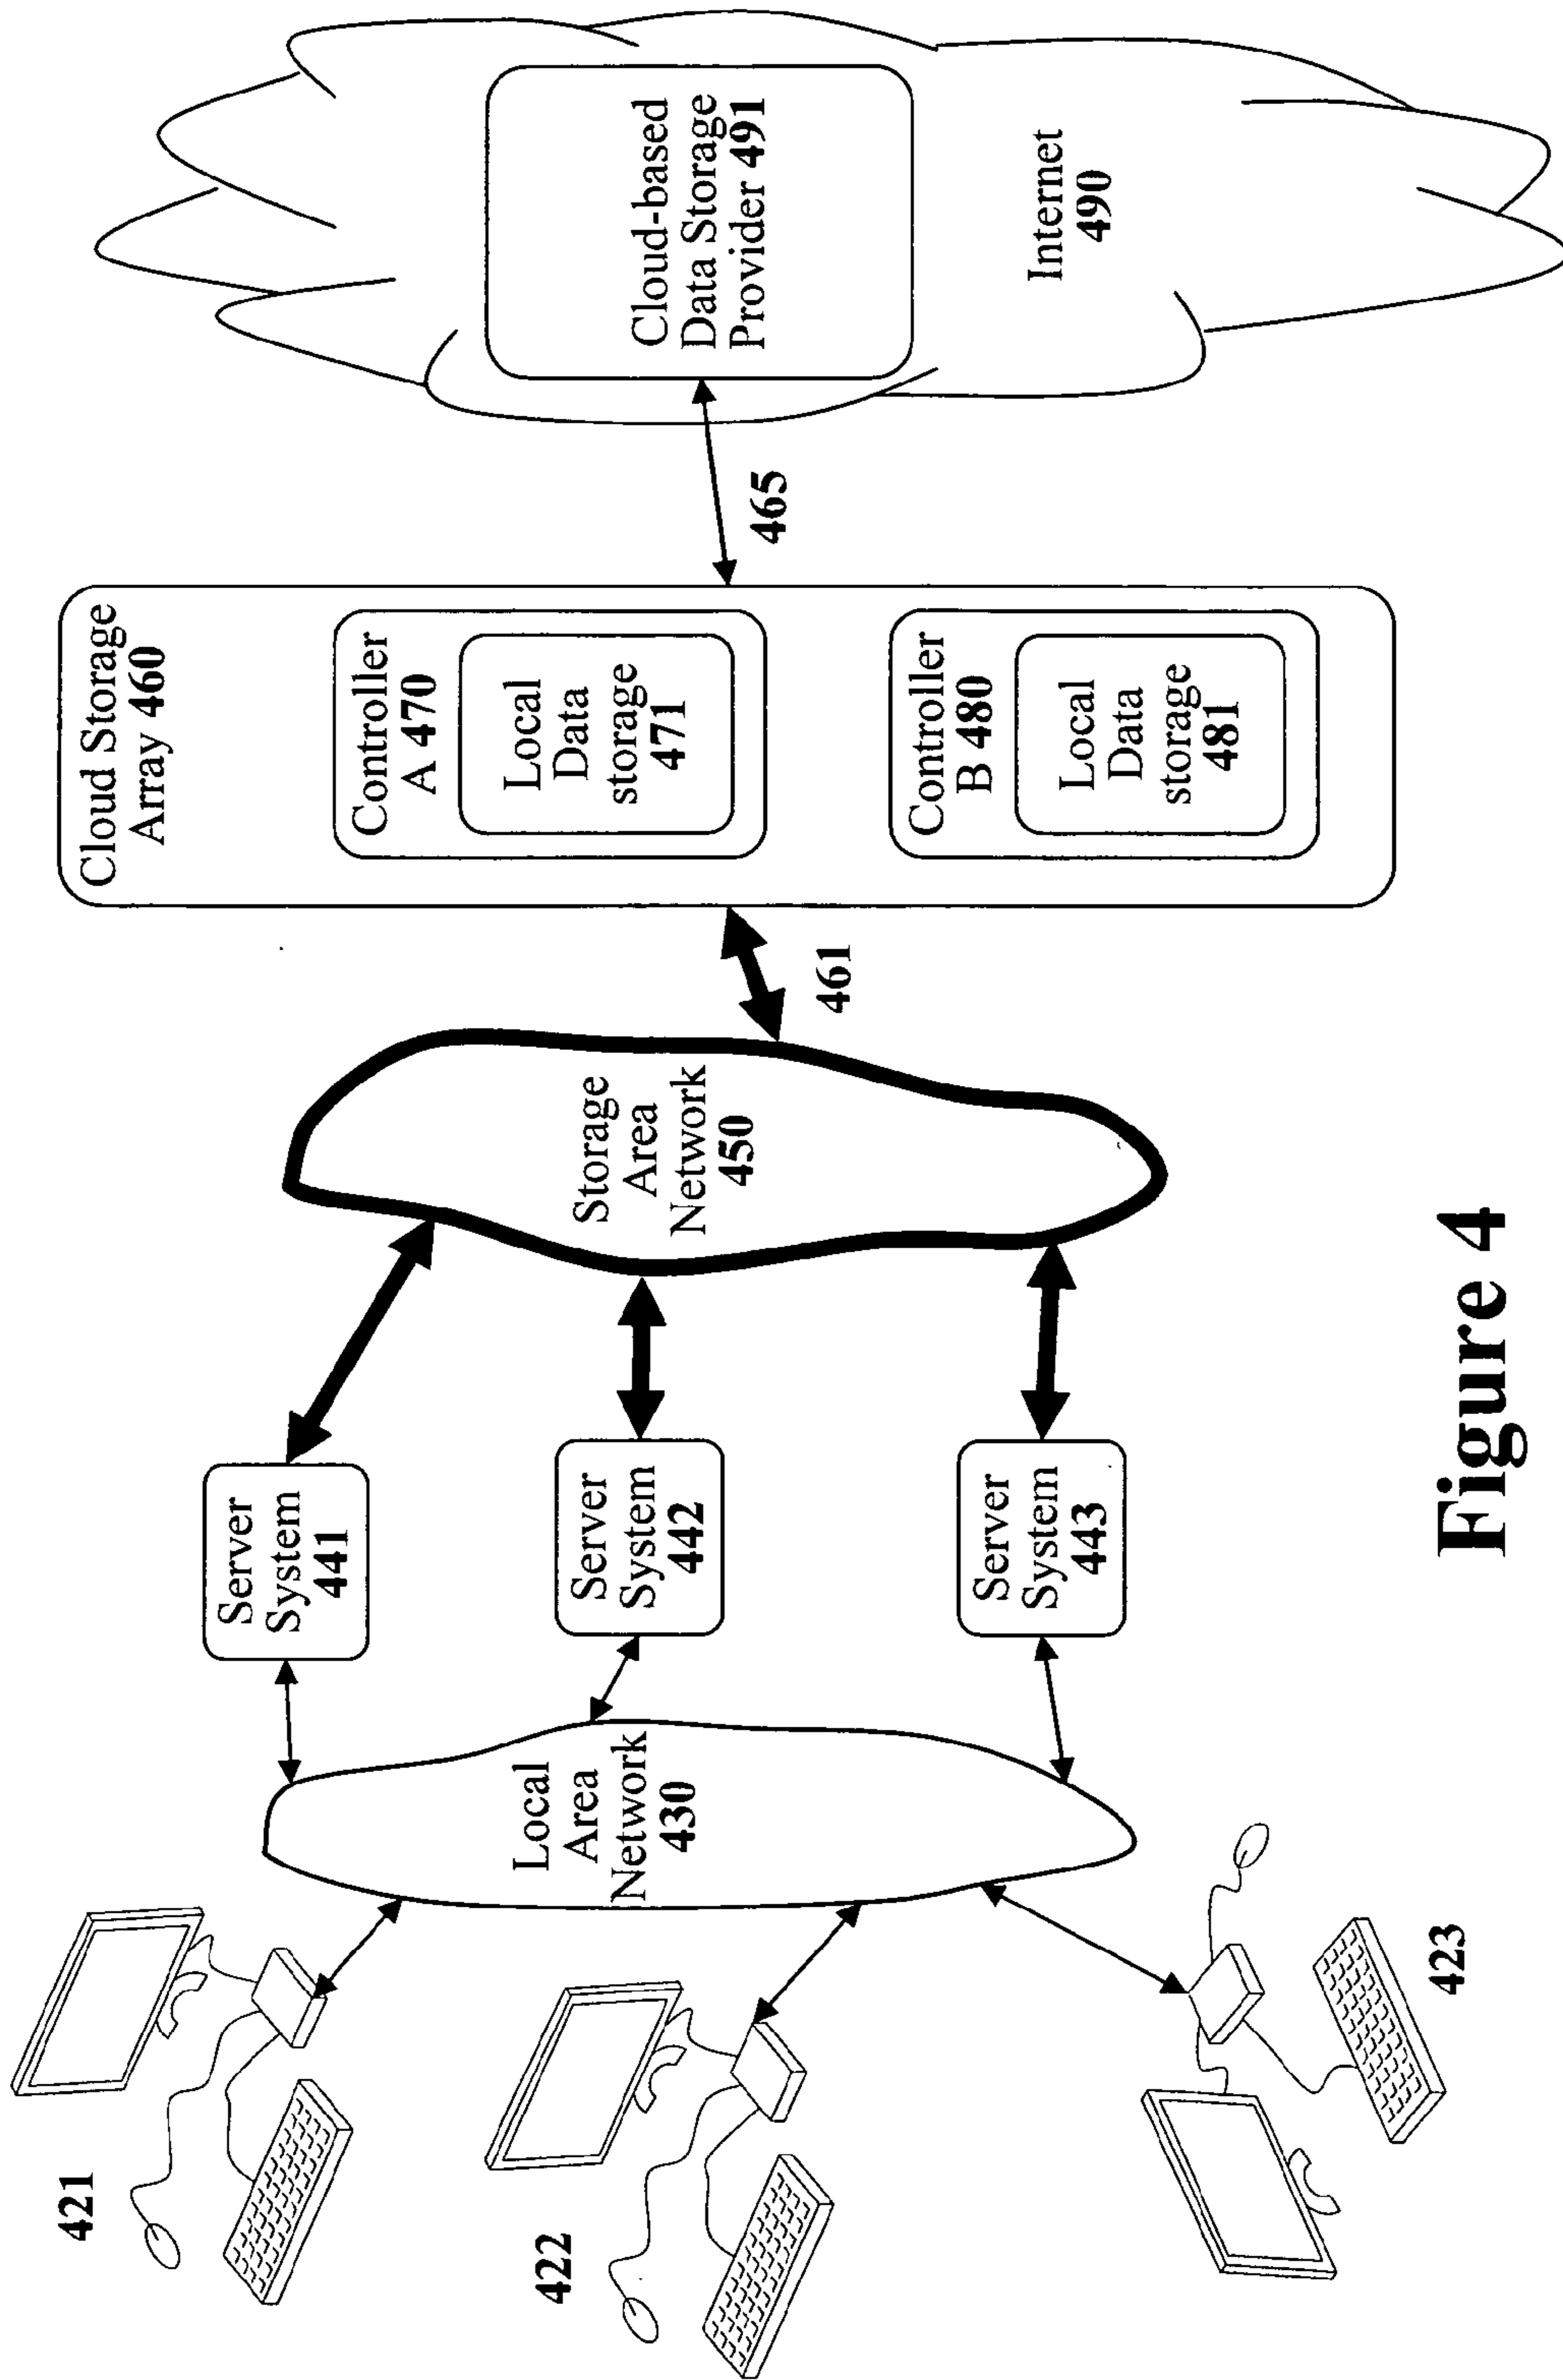 421
422
423
Local
Area
Network
430
Server
System
441
Server
System
442
Server
System
443
Storage
Area
Network
450
461
Cloud Storage
Array 460
Controller
A 470
Local
Data
storage
471
Controller
B 480
Local
Data
storage
481
465
Cloud-based
Data Storage
Provider 491
Internet
490
Figure 4